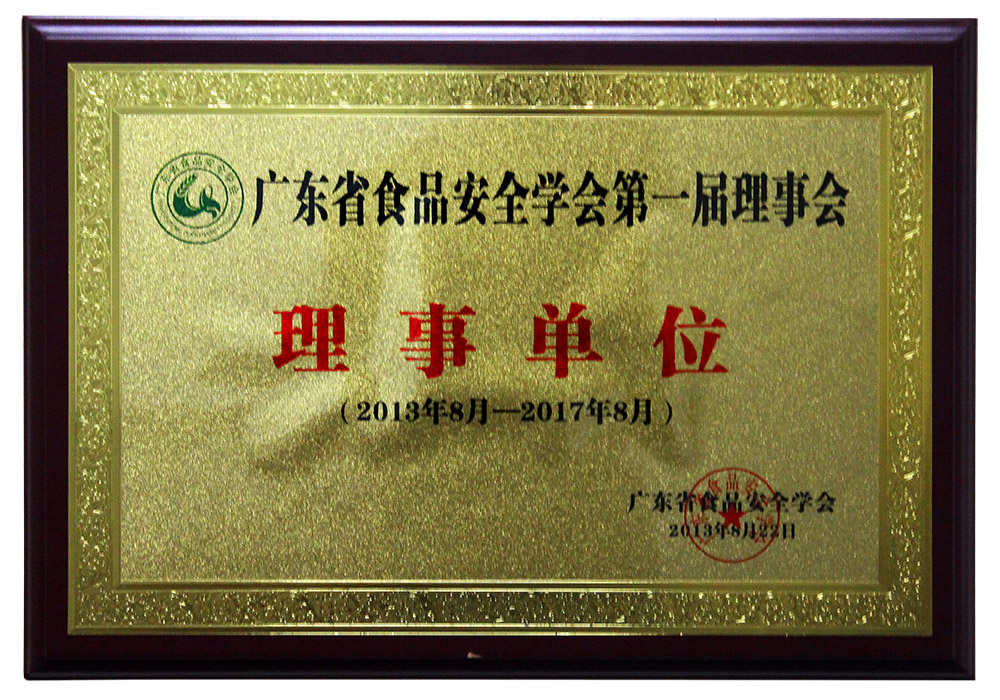 广东省食品安全学会第一届理事会
理事单位
（2013年8月—2017年8月）
广东省食品安全学会
2013年8月22日